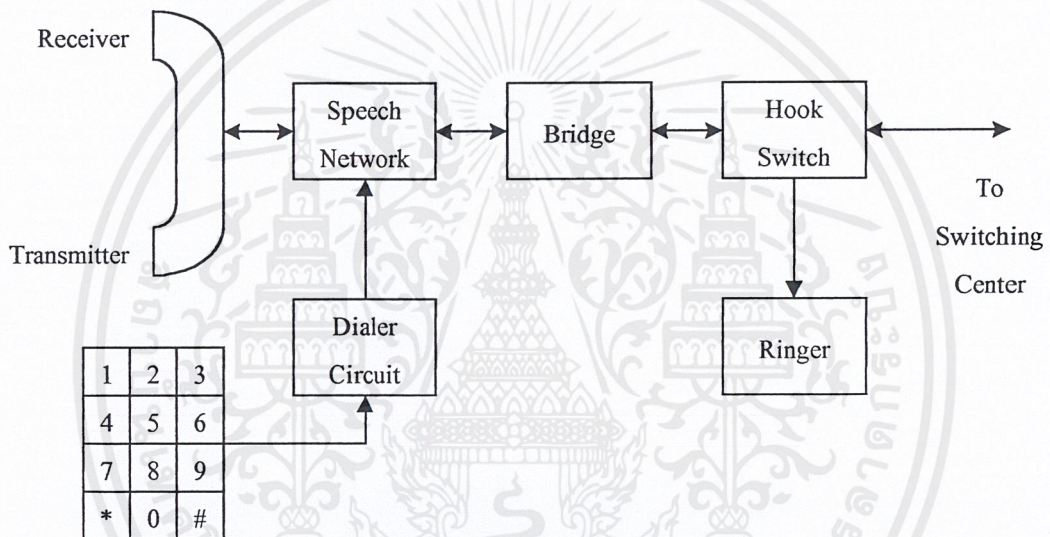 Receiver
Transmitter
Speech
Network
Bridge
Hook
Switch
To
Switching
Center
Dialer
Circuit
Ringer
1 2 3
4 5 6
7 8 9
* 0 #